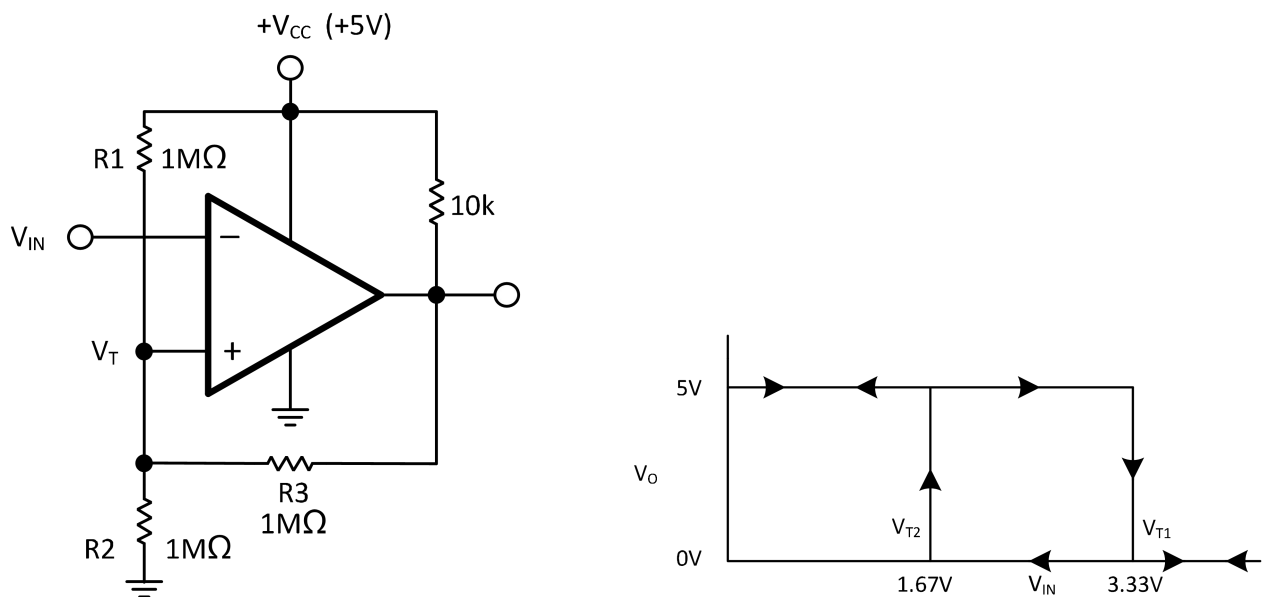 +VCC (+5V)
R1 1MΩ
10k
VIN
−
VT
+
R3
1MΩ
R2 1MΩ
5V
VO
VT2
VT1
0V
1.67V VIN 3.33V